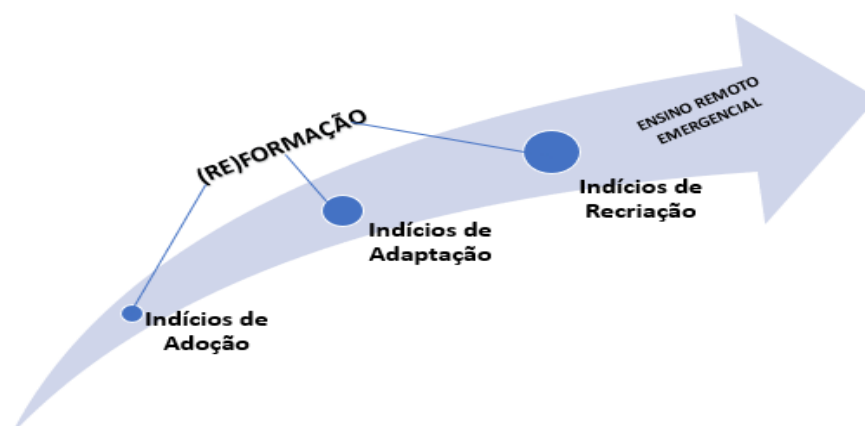 (RE)FORMAÇÃO
ENSINO REMOTO
EMERGENCIAL
Indícios de
Recriação
Indícios de
Adaptação
Indícios de
Adoção